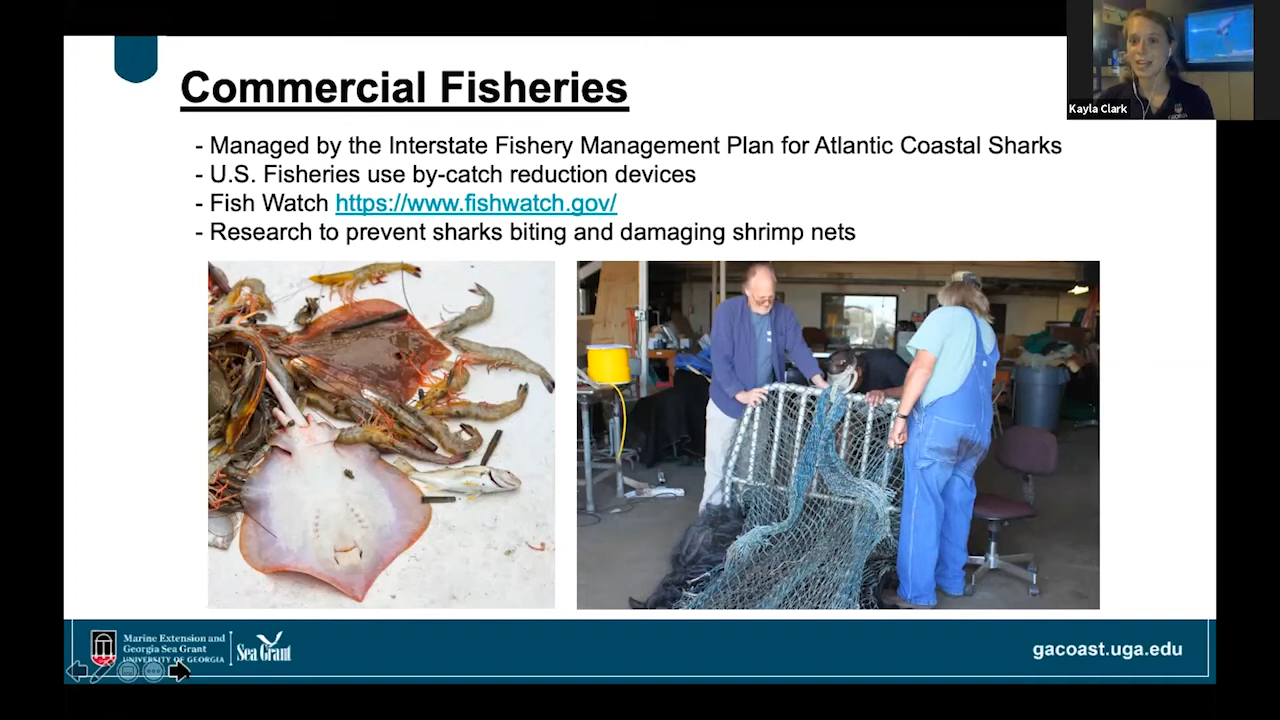 Commercial Fisheries
- Managed by the Interstate Fishery Management Plan for Atlantic Coastal Sharks
- U.S. Fisheries use by-catch reduction devices
- Fish Watch https://www.fishwatch.gov/
- Research to prevent sharks biting and damaging shrimp nets
Kayla Clark
Marine Extension and
Georgia Sea Grant
UNIVERSITY OF GEORGIA
Sea Grant
gacoast.uga.edu